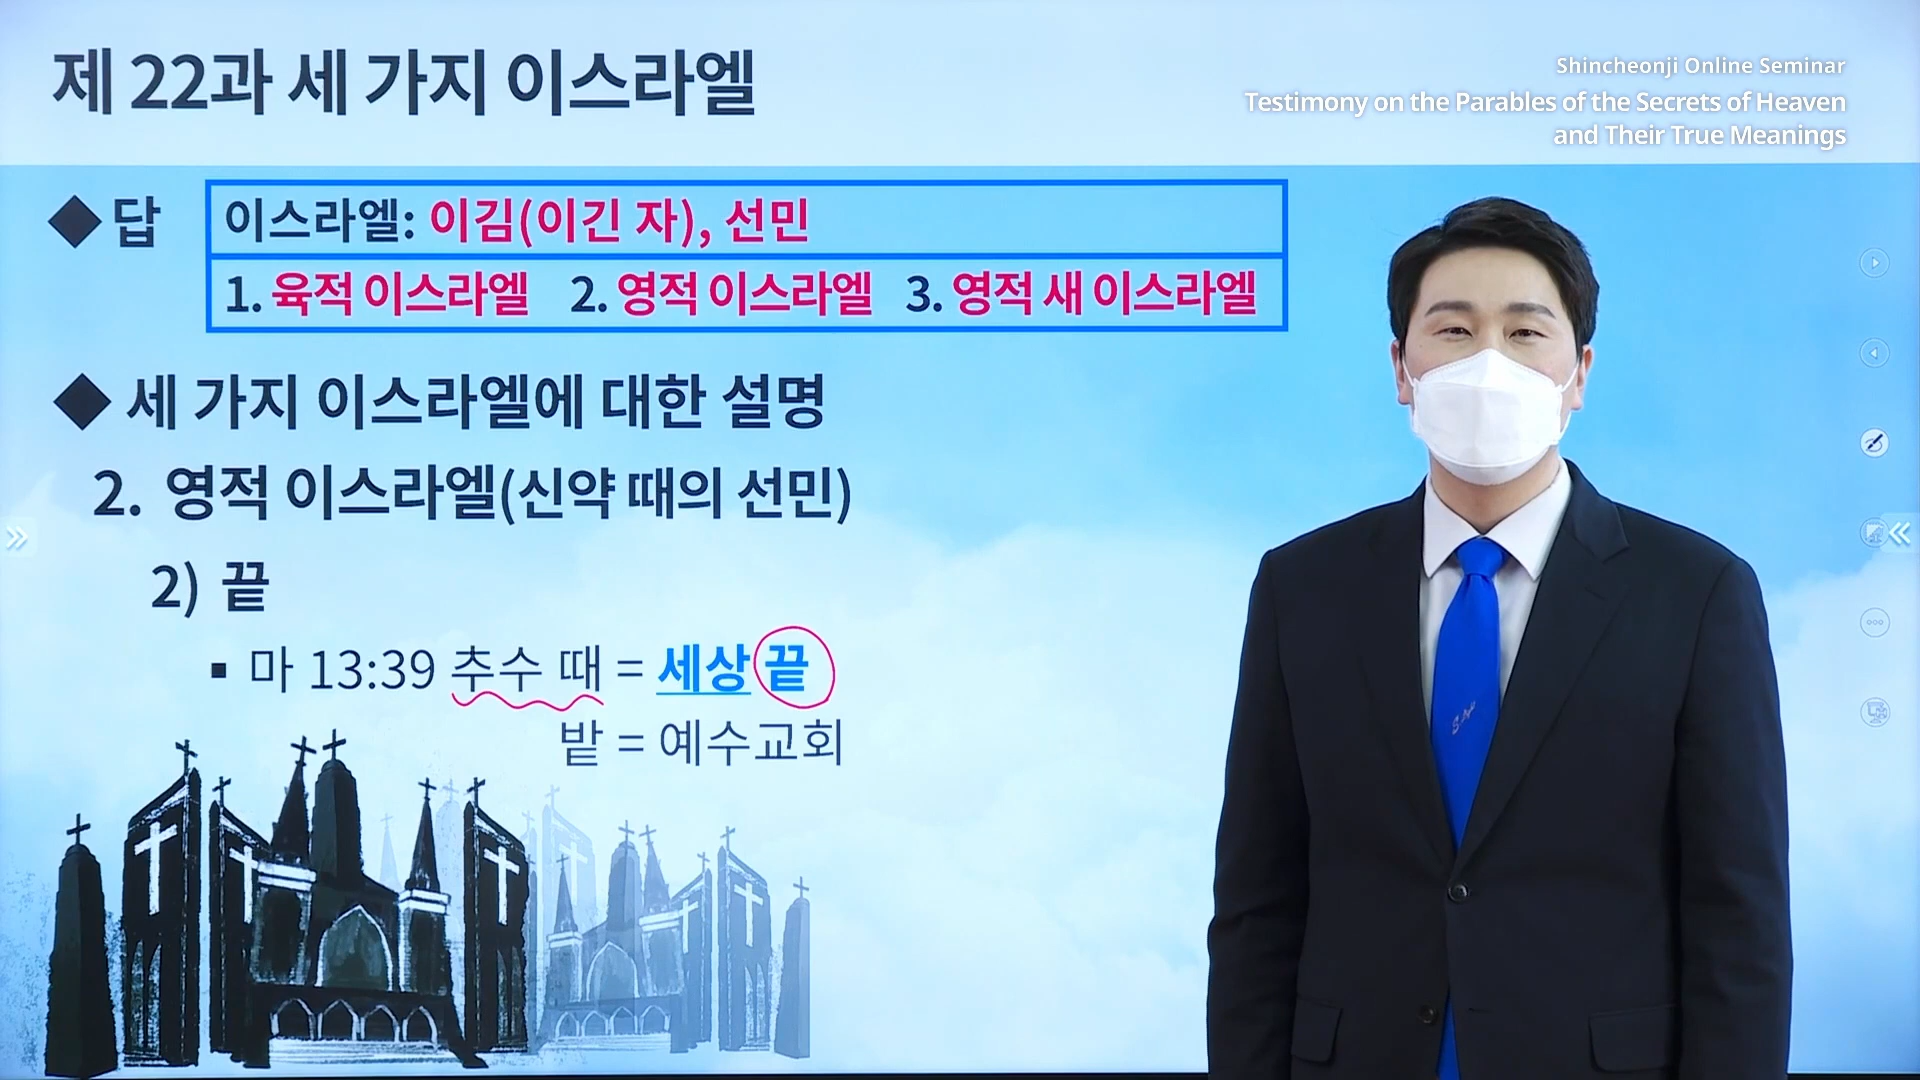 제 22과 세 가지 이스라엘
Shincheonji Online Seminar
Testimony on the Parables of the Secrets of Heaven
and Their True Meanings
◆답
이스라엘: 이김(이긴 자), 선민
1. 육적 이스라엘 2. 영적 이스라엘 3. 영적 새 이스라엘
◆ 세 가지 이스라엘에 대한 설명
2. 영적 이스라엘(신약 때의 선민)
2) 끝
▪ 마 13:39 추수 때 = 세상 끝
밭 = 예수교회